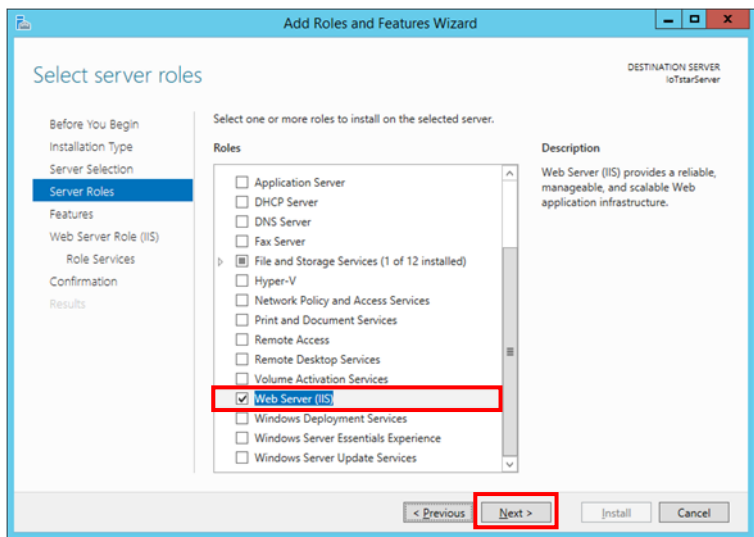 Add Roles and Features Wizard
Select server roles
DESTINATION SERVER
IoTstarServer
Before You Begin
Installation Type
Server Selection
Server Roles
Features
Web Server Role (IIS)
Role Services
Confirmation
Results
Select one or more roles to install on the selected server.
Roles
Application Server
DHCP Server
DNS Server
Fax Server
File and Storage Services (1 of 12 installed)
Hyper-V
Network Policy and Access Services
Print and Document Services
Remote Access
Remote Desktop Services
Volume Activation Services
Web Server (IIS)
Windows Deployment Services
Windows Server Essentials Experience
Windows Server Update Services
Description
Web Server (IIS) provides a reliable,
manageable, and scalable Web
application infrastructure.
< Previous
Next >
Install
Cancel